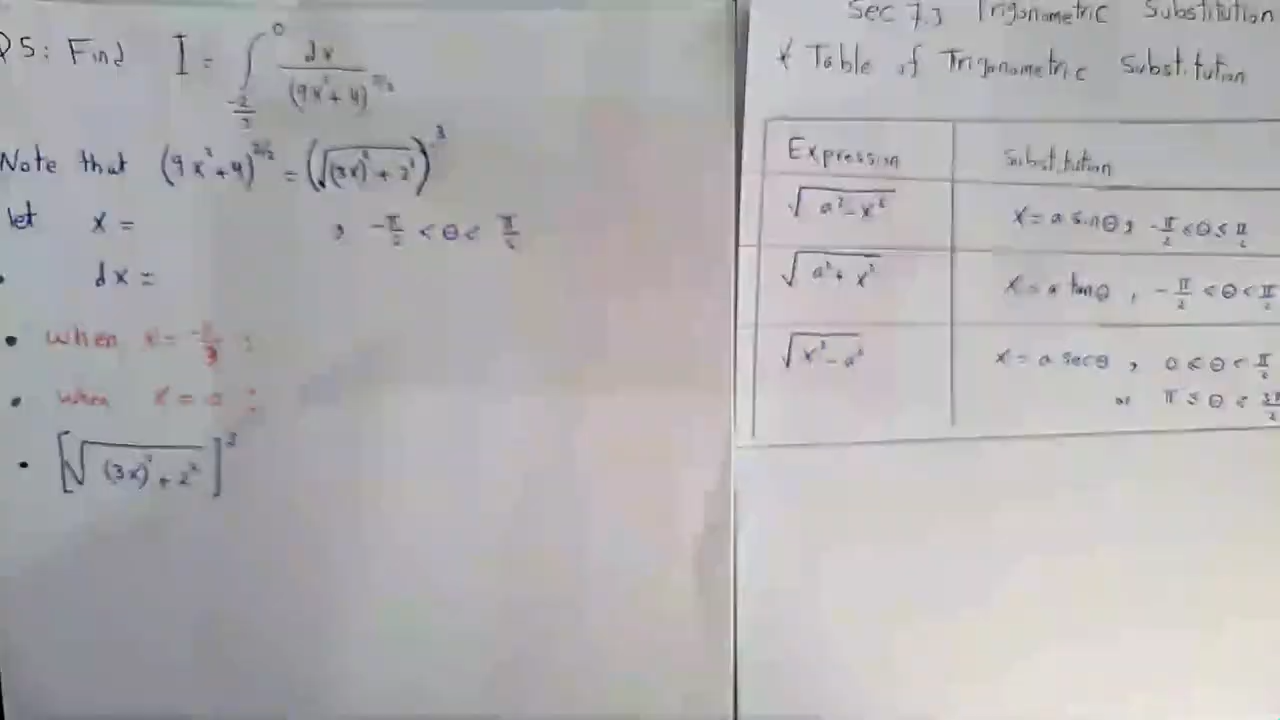 Q5: Find I = ∫_{-2/3}^{0} dx / (9x²+4)^{3/2}
Note that (9x²+4)^{3/2} = (√((3x)²+2²))³
let x = , -π/2 < θ < π/2
• dx =
• when x = -2/3 :
• when x = 0 :
• [√((3x)²+2²)]³
Sec 7.3 Trigonometric Substitution
* Table of Trigonometric Substitution
Expression Substitution
√(a²-x²) x = a sinθ, -π/2 ≤ θ ≤ π/2
√(a²+x²) x = a tanθ, -π/2 < θ < π/2
√(x²-a²) x = a secθ, 0 ≤ θ < π/2
or π ≤ θ < 3π/2